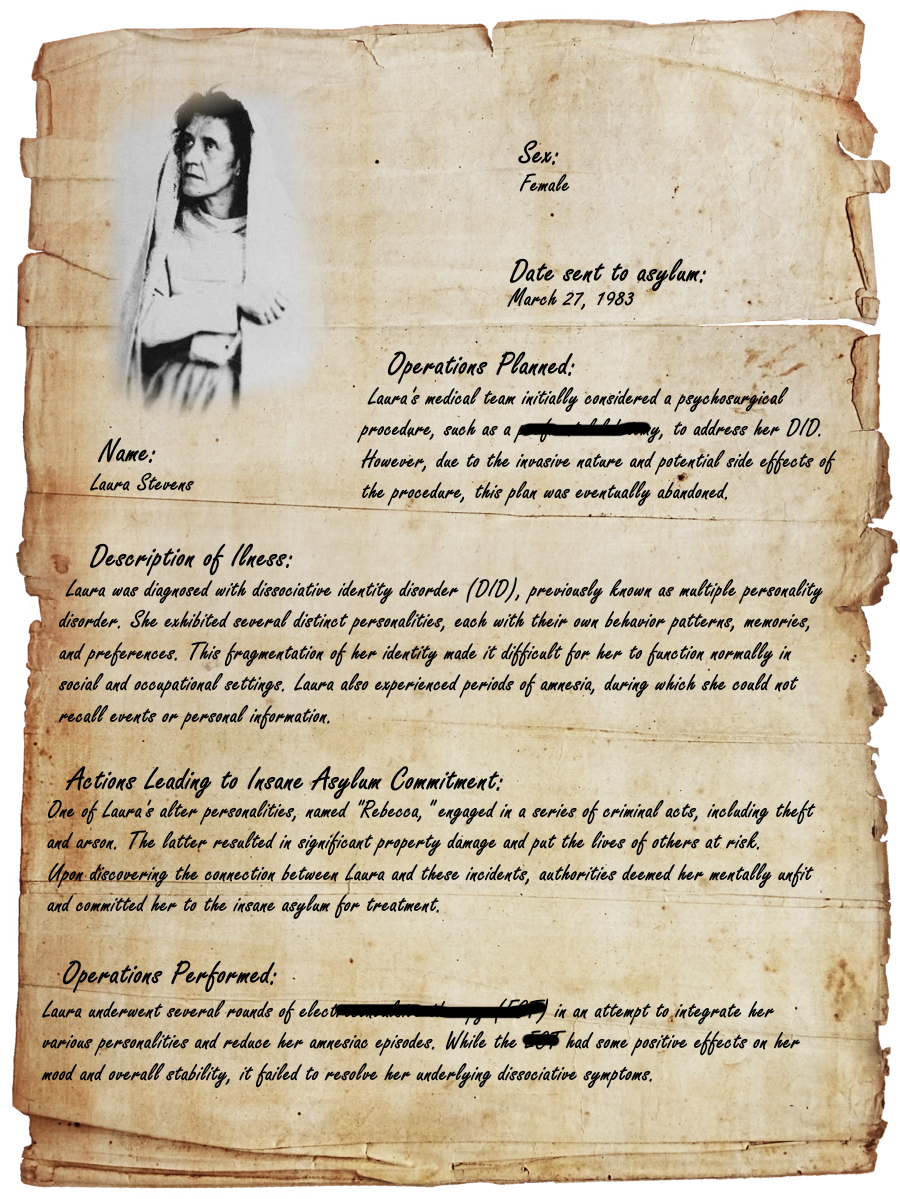 Sex:
Female
Date sent to asylum:
March 27, 1983
Operations Planned:
Laura's medical team initially considered a psychosurgical
procedure, such as a to address her DID.
However, due to the invasive nature and potential side effects of
the procedure, this plan was eventually abandoned.
Name:
Laura Stevens
Description of Ilness:
Laura was diagnosed with dissociative identity disorder (DID), previously known as multiple personality
disorder. She exhibited several distinct personalities, each with their own behavior patterns, memories,
and preferences. This fragmentation of her identity made it difficult for her to function normally in
social and occupational settings. Laura also experienced periods of amnesia, during which she could not
recall events or personal information.
Actions Leading to Insane Asylum Commitment:
One of Laura's alter personalities, named "Rebecca," engaged in a series of criminal acts, including theft
and arson. The latter resulted in significant property damage and put the lives of others at risk.
Upon discovering the connection between Laura and these incidents, authorities deemed her mentally unfit
and committed her to the insane asylum for treatment.
Operations Performed:
Laura underwent several rounds of in an attempt to integrate her
various personalities and reduce her amnesiac episodes. While the had some positive effects on her
mood and overall stability, it failed to resolve her underlying dissociative symptoms.